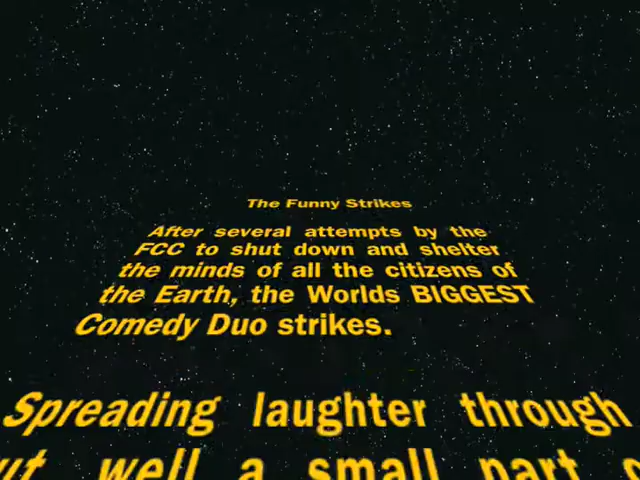 The Funny Strikes
After several attempts by the
FCC to shut down and shelter
the minds of all the citizens of
the Earth, the Worlds BIGGEST
Comedy Duo strikes.
Spreading laughter through
well a small part